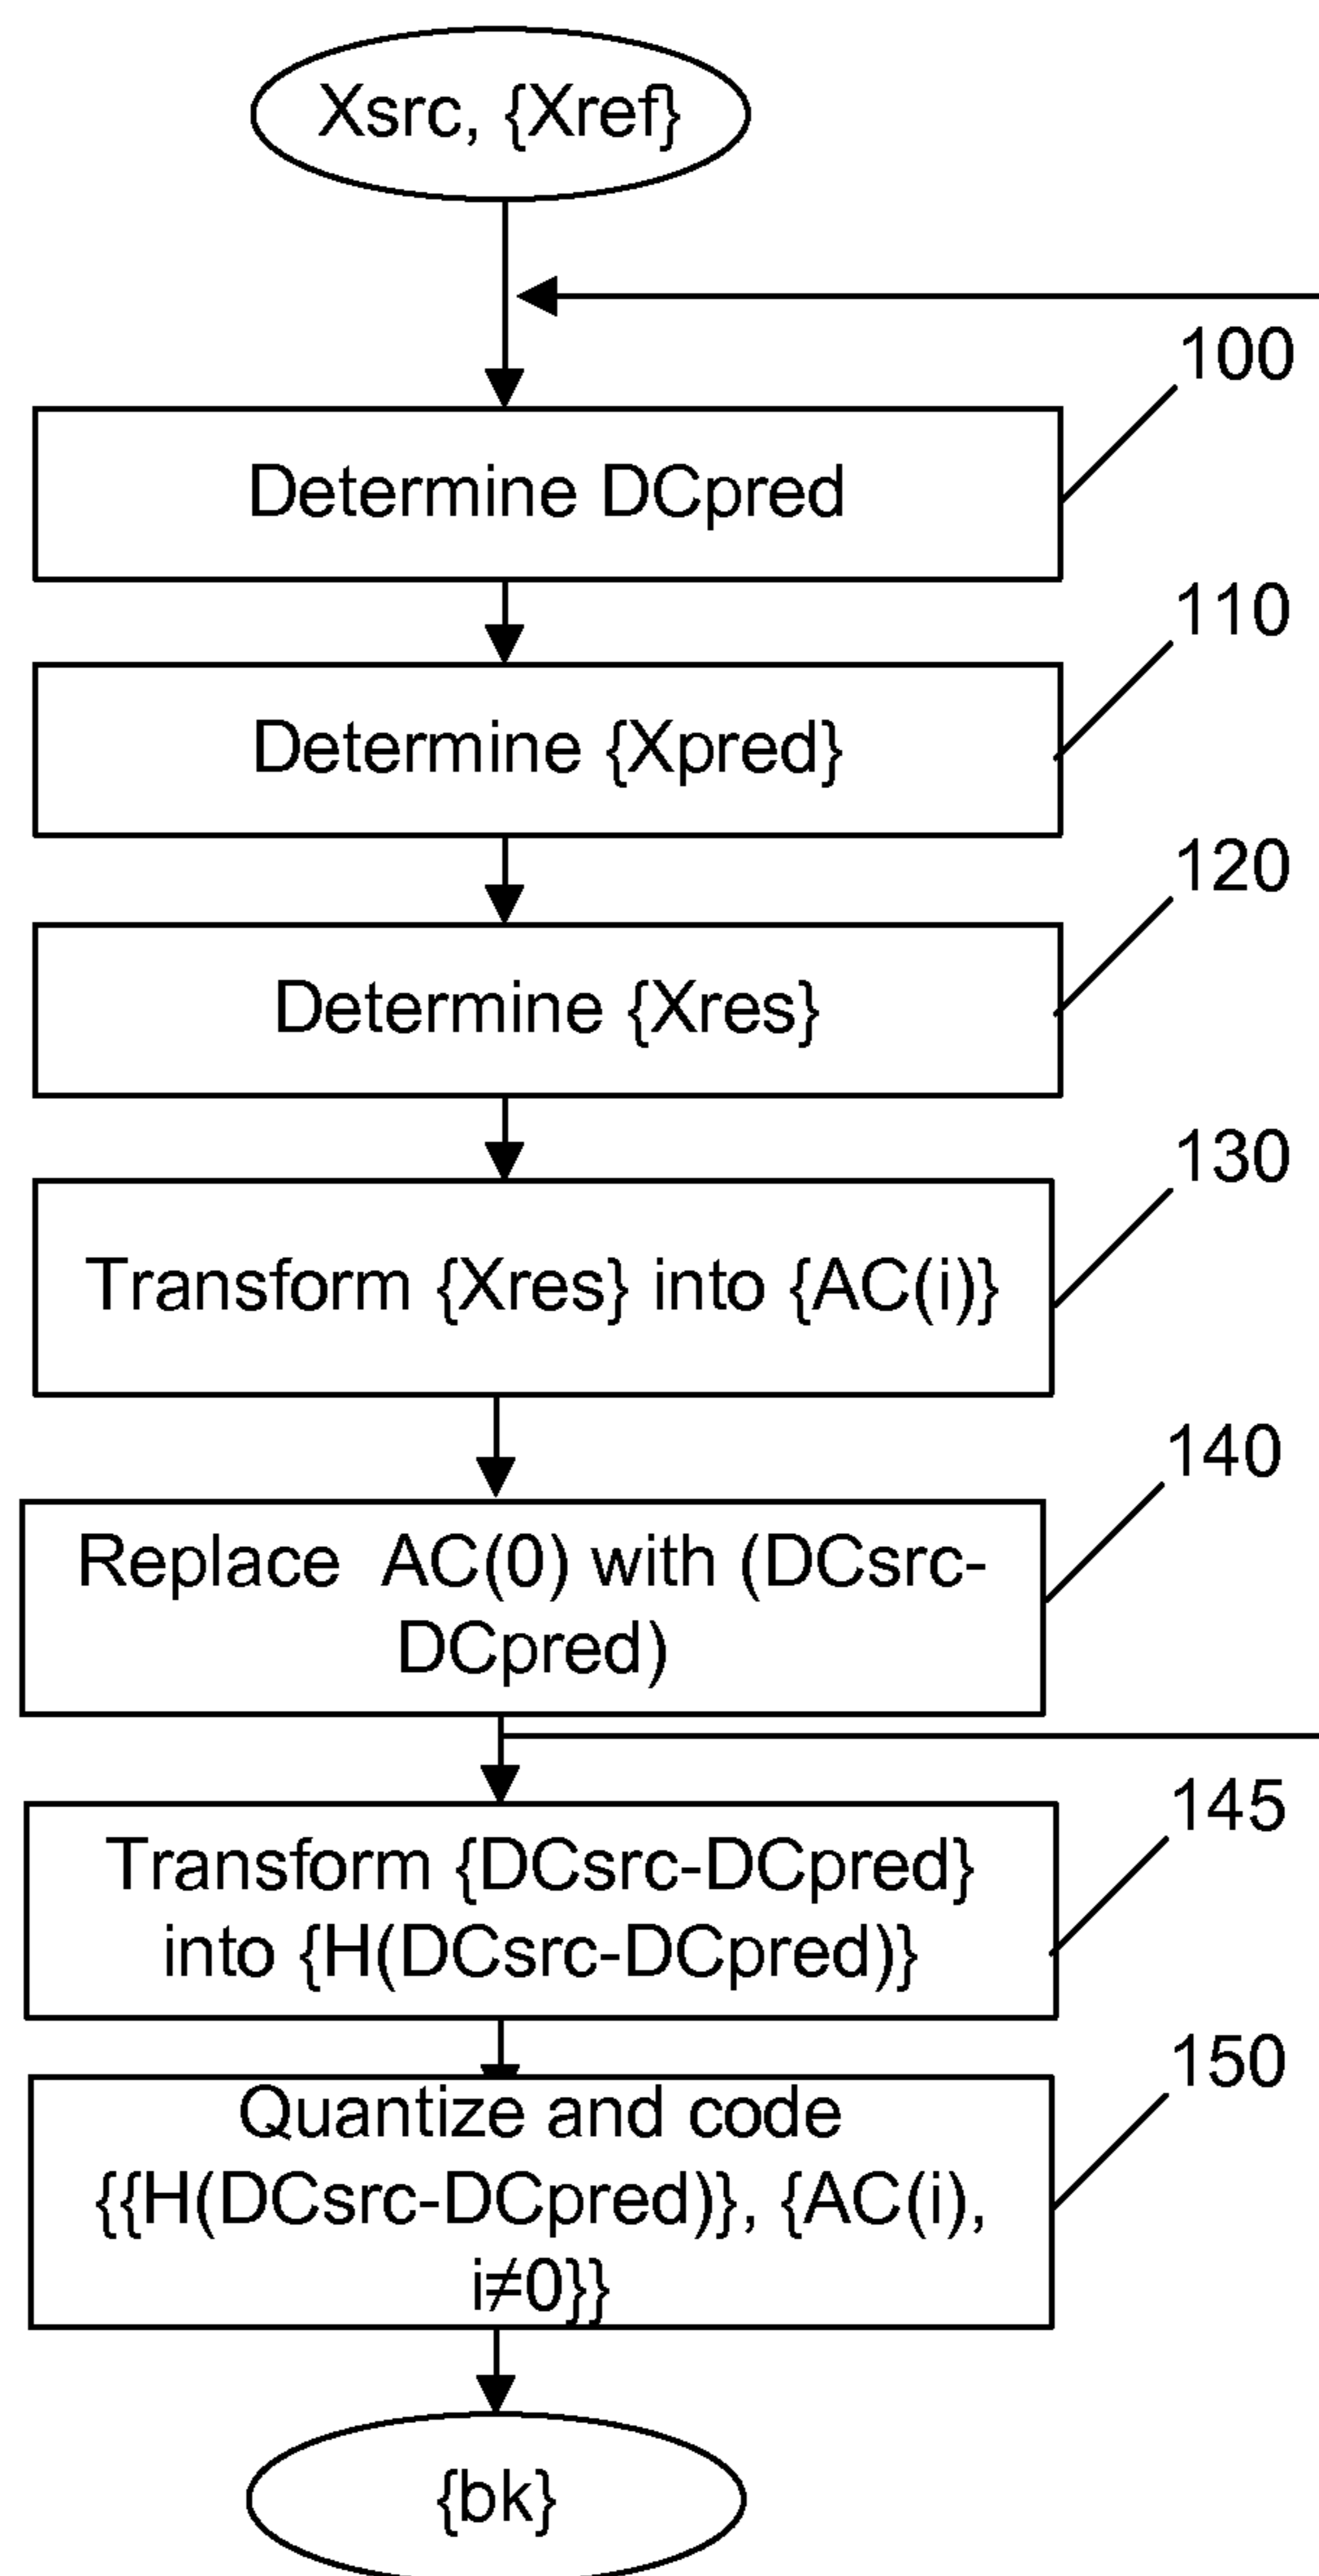 Xsrc, {Xref}
100
Determine DCpred
110
Determine {Xpred}
120
Determine {Xres}
130
Transform {Xres} into {AC(i)}
140
Replace AC(0) with (DCsrc-
DCpred)
145
Transform {DCsrc-DCpred}
into {H(DCsrc-DCpred)}
150
Quantize and code
{{H(DCsrc-DCpred)}, {AC(i),
i≠0}}
{bk}